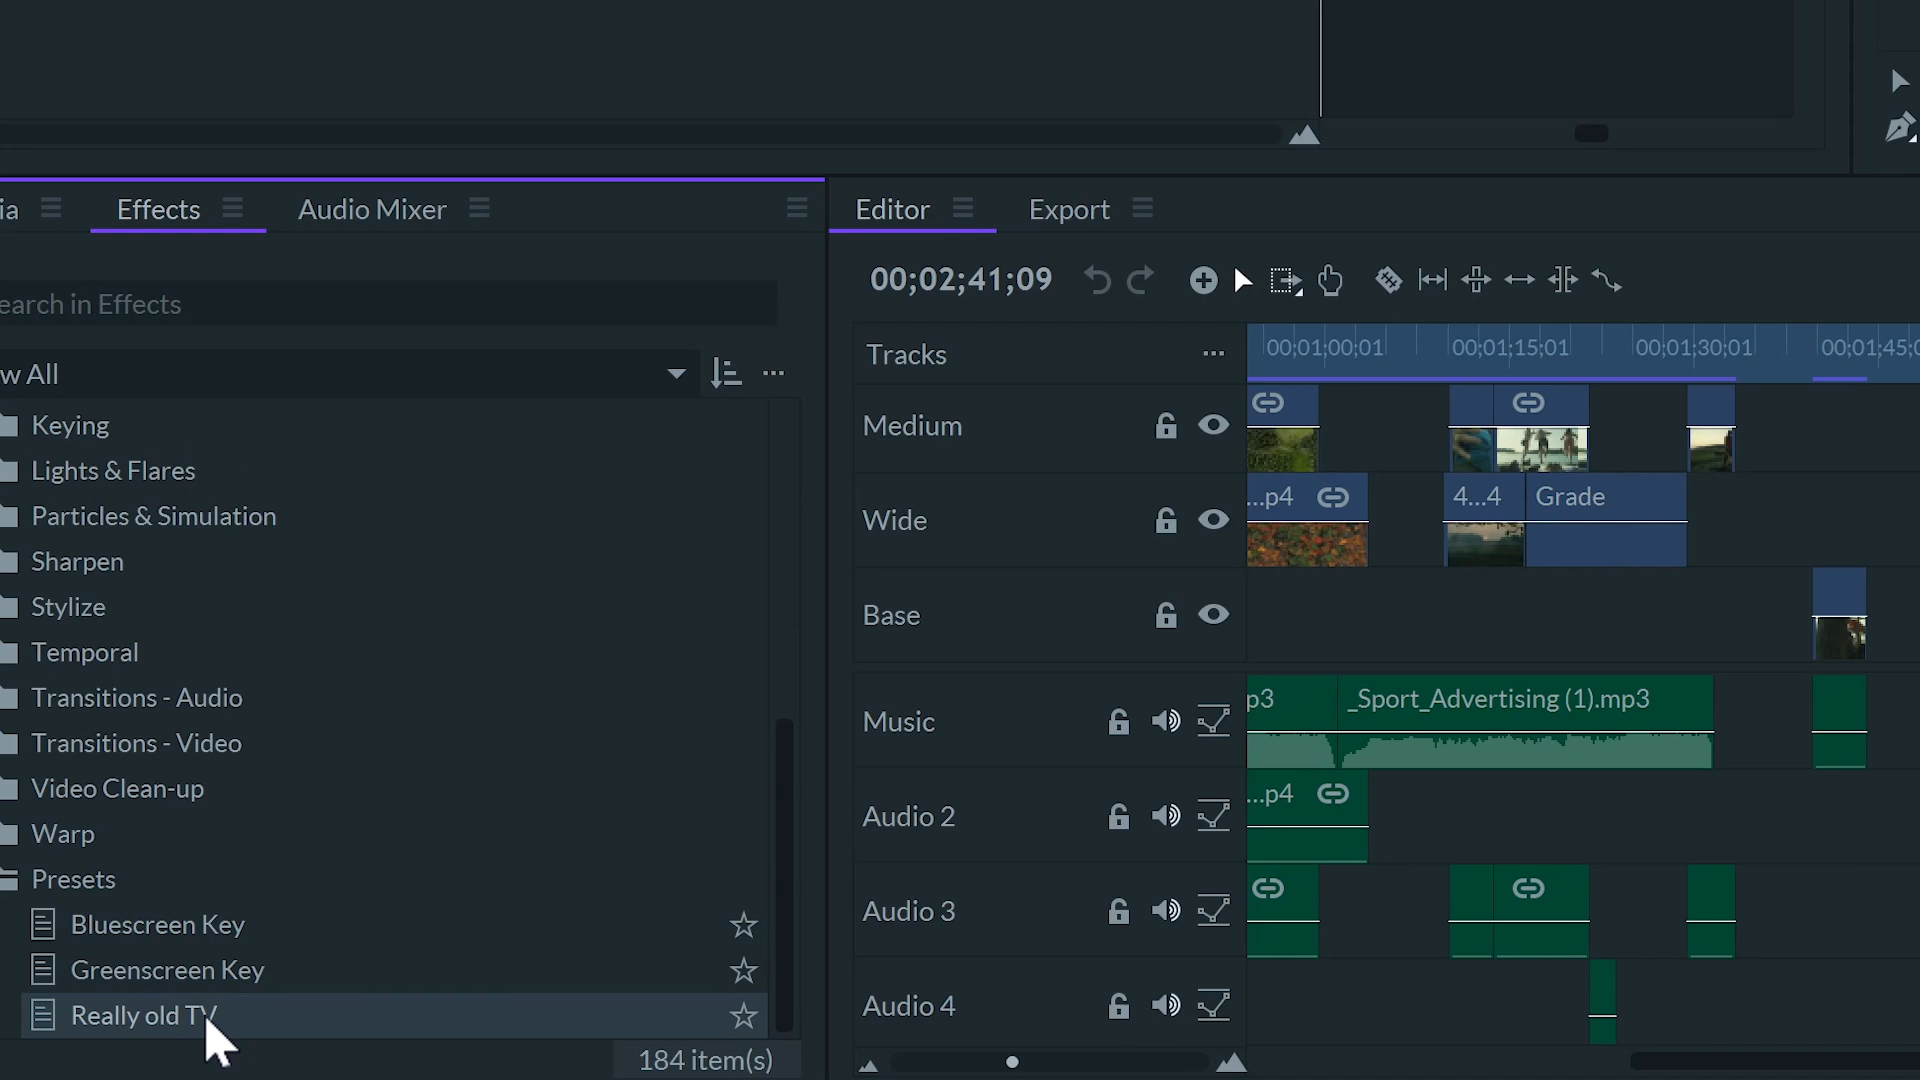 ia
Effects
Audio Mixer
Editor
Export
earch in Effects
00;02;41;09
w All
Tracks
00;01;00;01
00;01;15;01
00;01;30;01
00;01;45;0
Keying
Lights & Flares
Particles & Simulation
Sharpen
Stylize
Temporal
Transitions - Audio
Transitions - Video
Video Clean-up
Warp
Presets
Bluescreen Key
Greenscreen Key
Really old TV
184 item(s)
Medium
Wide
...p4
4...4
Grade
Base
Music
p3
_Sport_Advertising (1).mp3
Audio 2
...p4
Audio 3
Audio 4